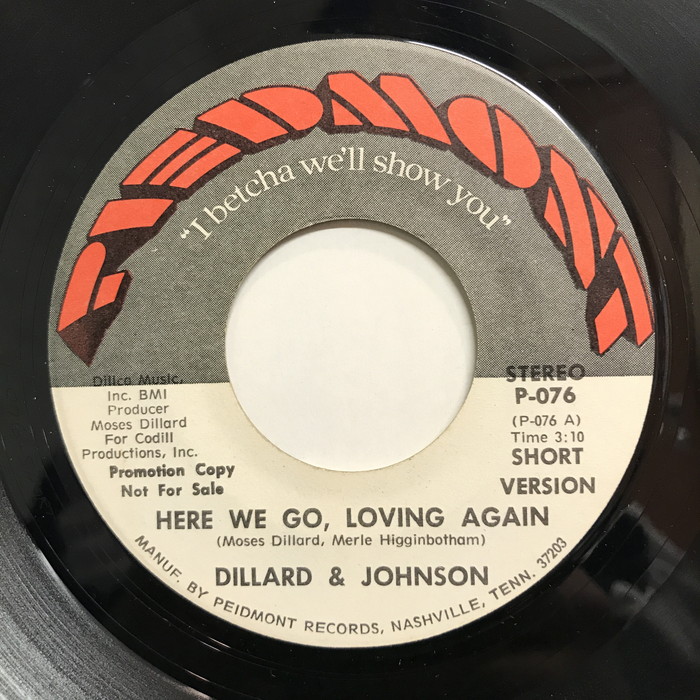 PIEDMONT
"I betcha we'll show you"
Dilico Music,
Inc. BMI
Producer
Moses Dillard
For Codill
Productions, Inc.
Promotion Copy
Not For Sale
STEREO
P-076
(P-076 A)
Time 3:10
SHORT
VERSION
HERE WE GO, LOVING AGAIN
(Moses Dillard, Merle Higginbotham)
DILLARD & JOHNSON
MANUF. BY PEIDMONT RECORDS, NASHVILLE, TENN. 37203